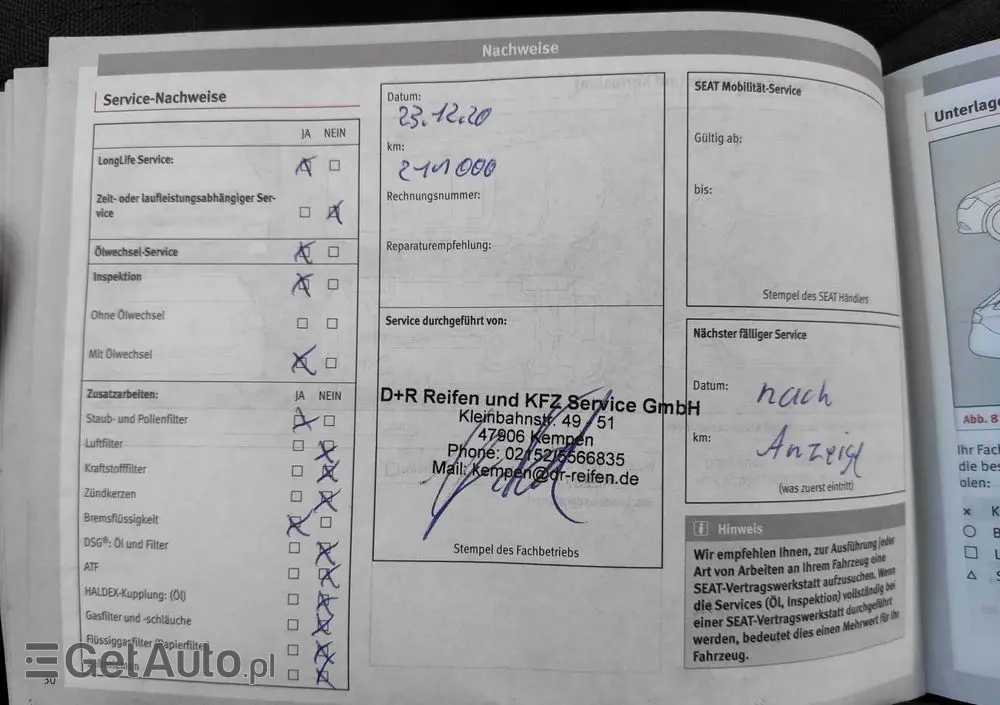 Nachweise
Service-Nachweise
JA NEIN
LongLife Service:
Zeit- oder laufleistungsabhängiger Ser-
vice
Ölwechsel-Service
Inspektion
Ohne Ölwechsel
Mit Ölwechsel
Zusatzarbeiten: JA NEIN
Staub- und Pollenfilter
Luftfilter
Kraftstofffilter
Zündkerzen
Bremsflüssigkeit
DSG®: Öl und Filter
ATF
HALDEX-Kupplung: (Öl)
Gasfilter und -schläuche
Flüssiggasfilter (Papierfilter)
30
GetAuto.pl
Datum:
23.12.20
km:
211 000
Rechnungsnummer:
Reparaturempfehlung:
Service durchgeführt von:
D+R Reifen und KFZ Service GmbH
Kleinbahnstr. 49 - 51
47906 Kempen
Phone: 02152/5566835
Mail: kempen@dr-reifen.de
Stempel des Fachbetriebs
SEAT Mobilität-Service
Gültig ab:
bis:
Stempel des SEAT Händlers
Nächster fälliger Service
Datum: nach
km: Anzeige
(was zuerst eintritt)
i Hinweis
Wir empfehlen Ihnen, zur Ausführung jeder
Art von Arbeiten an Ihrem Fahrzeug eine
SEAT-Vertragswerkstatt aufzusuchen. Wenn
die Services (Öl, Inspektion) vollständig bei
einer SEAT-Vertragswerkstatt durchgeführt
werden, bedeutet dies einen Mehrwert für Ihr
Fahrzeug.
Unterlage
Abb. 8
Ihr Fac
die bes
olen: